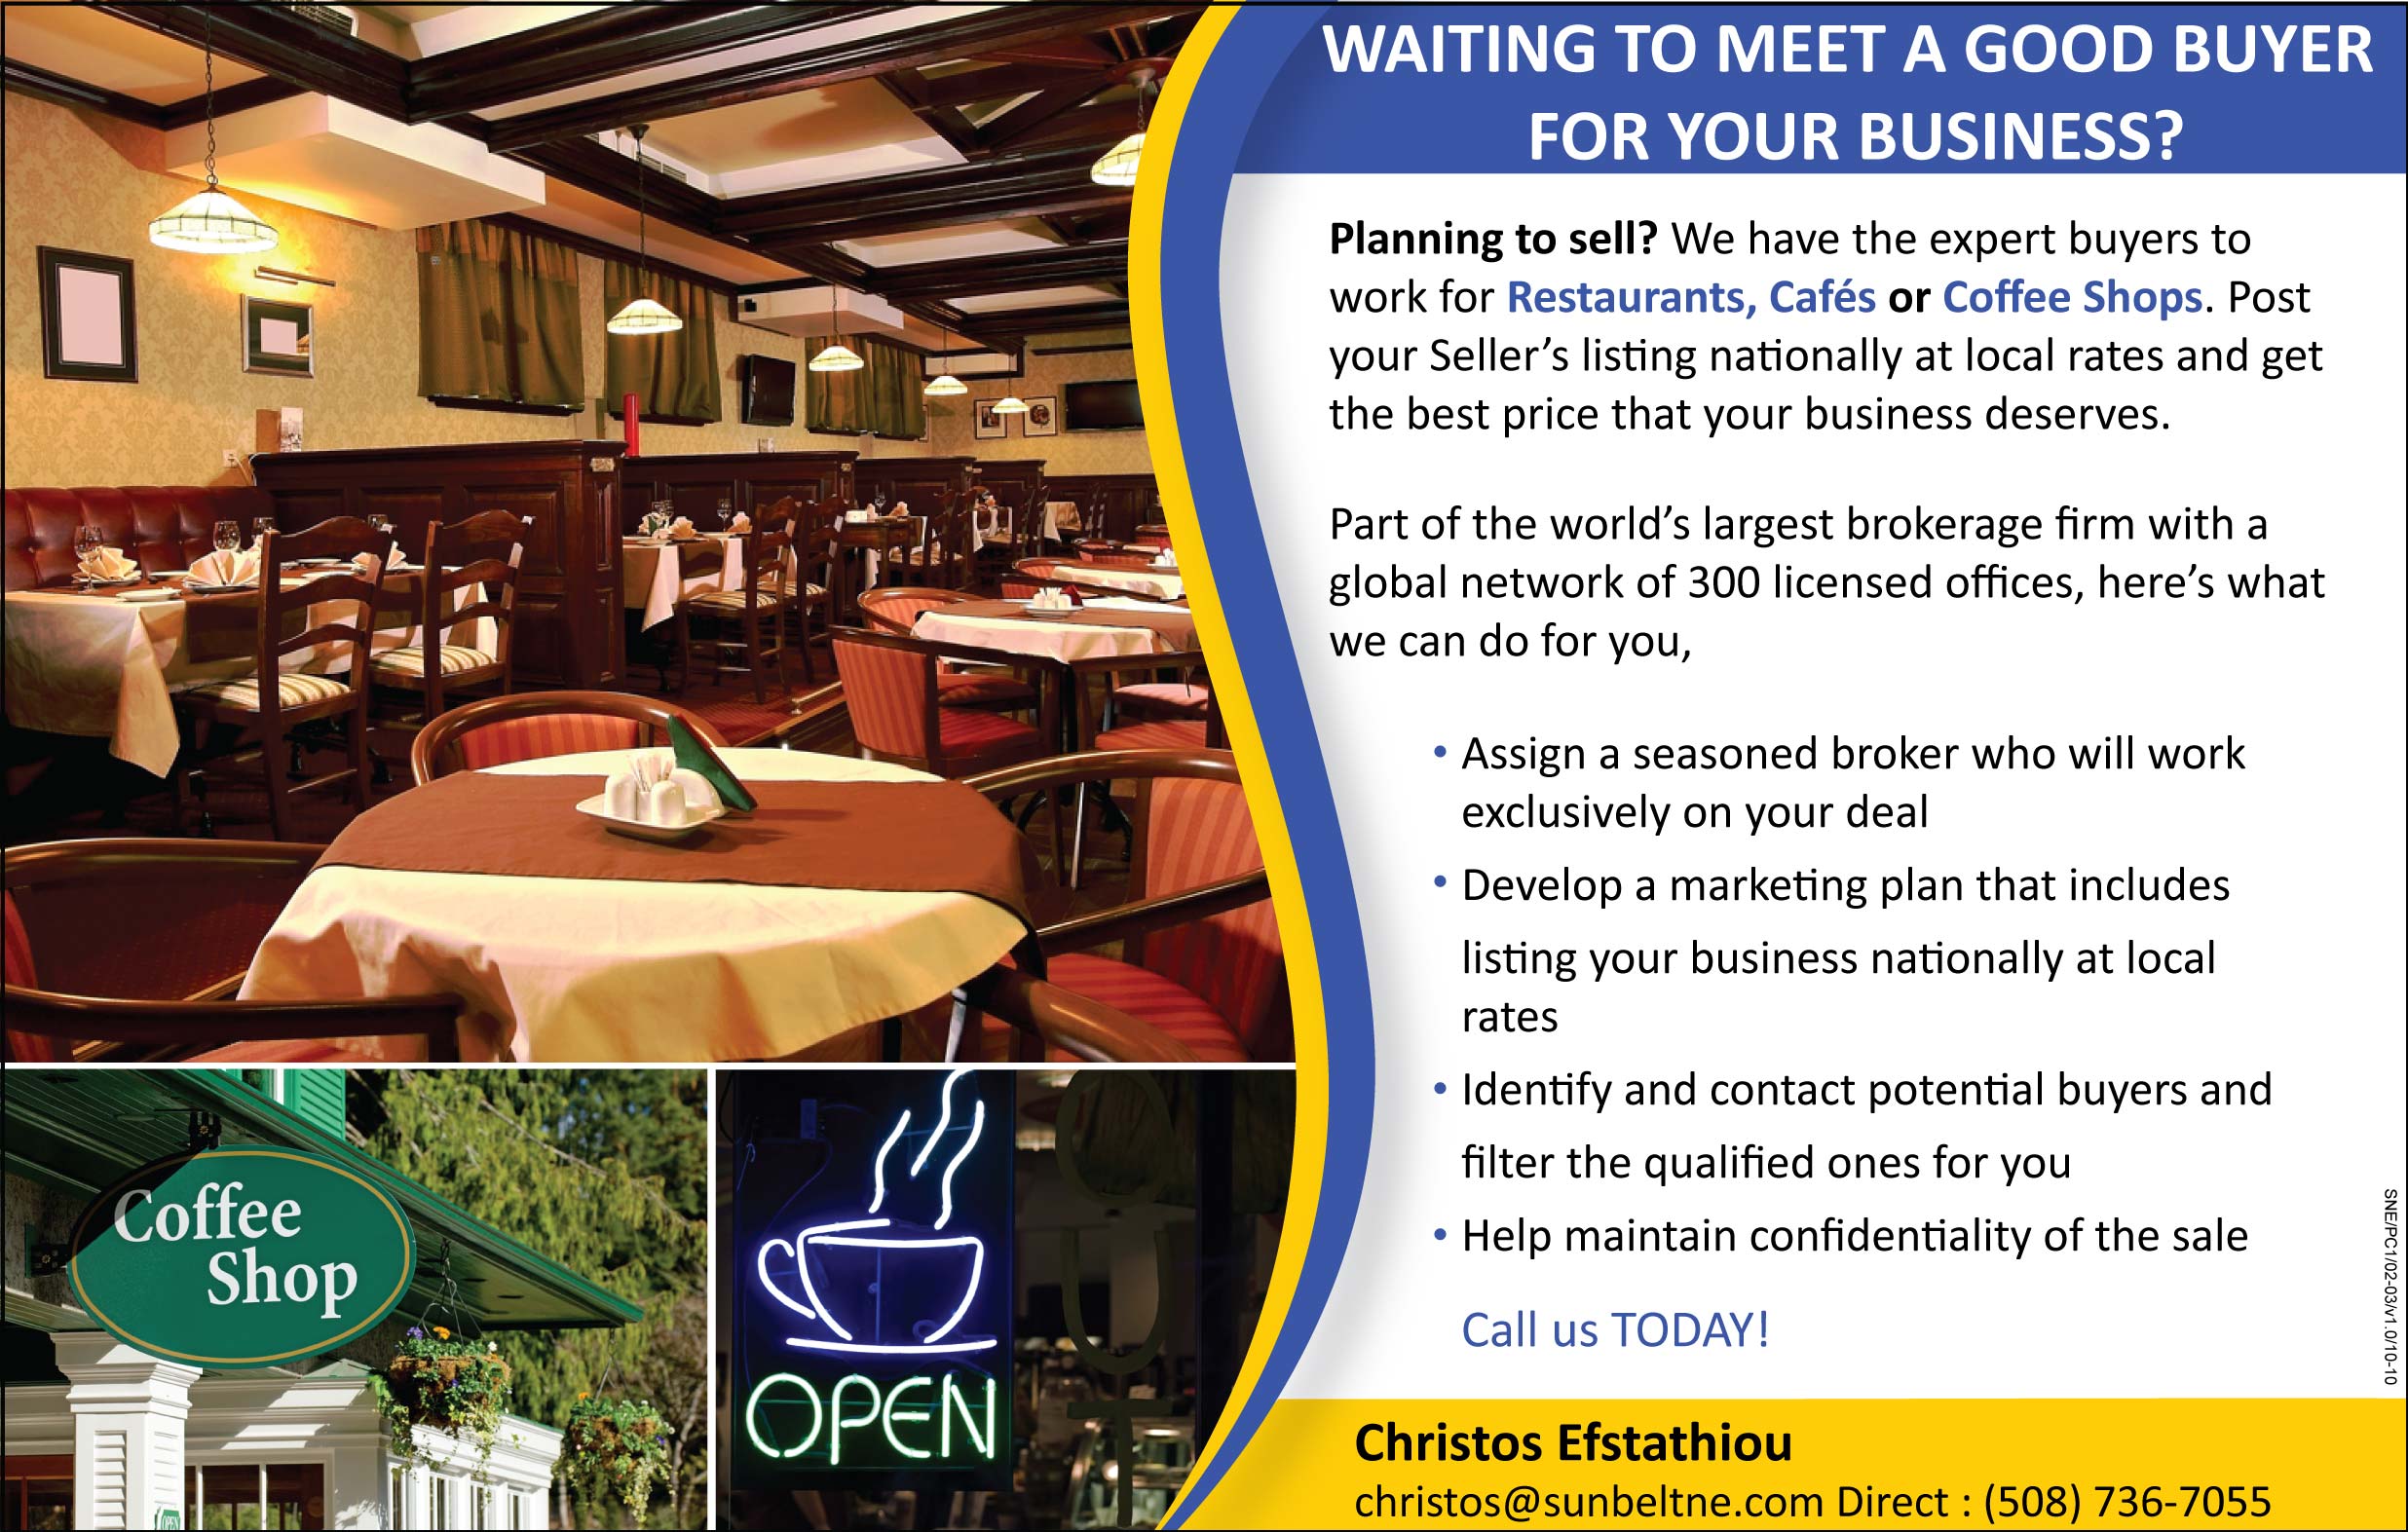 WAITING TO MEET A GOOD BUYER
FOR YOUR BUSINESS?
Planning to sell? We have the expert buyers to
work for Restaurants, Cafés or Coffee Shops. Post
your Seller’s listing nationally at local rates and get
the best price that your business deserves.
Part of the world’s largest brokerage firm with a
global network of 300 licensed offices, here’s what
we can do for you,
• Assign a seasoned broker who will work
exclusively on your deal
• Develop a marketing plan that includes
listing your business nationally at local
rates
• Identify and contact potential buyers and
filter the qualified ones for you
• Help maintain confidentiality of the sale
Call us TODAY!
SNE/PC1/02-03/v1.0/10-10
Christos Efstathiou
christos@sunbeltne.com Direct : (508) 736-7055
Coffee
Shop
OPEN
OPEN
OUT